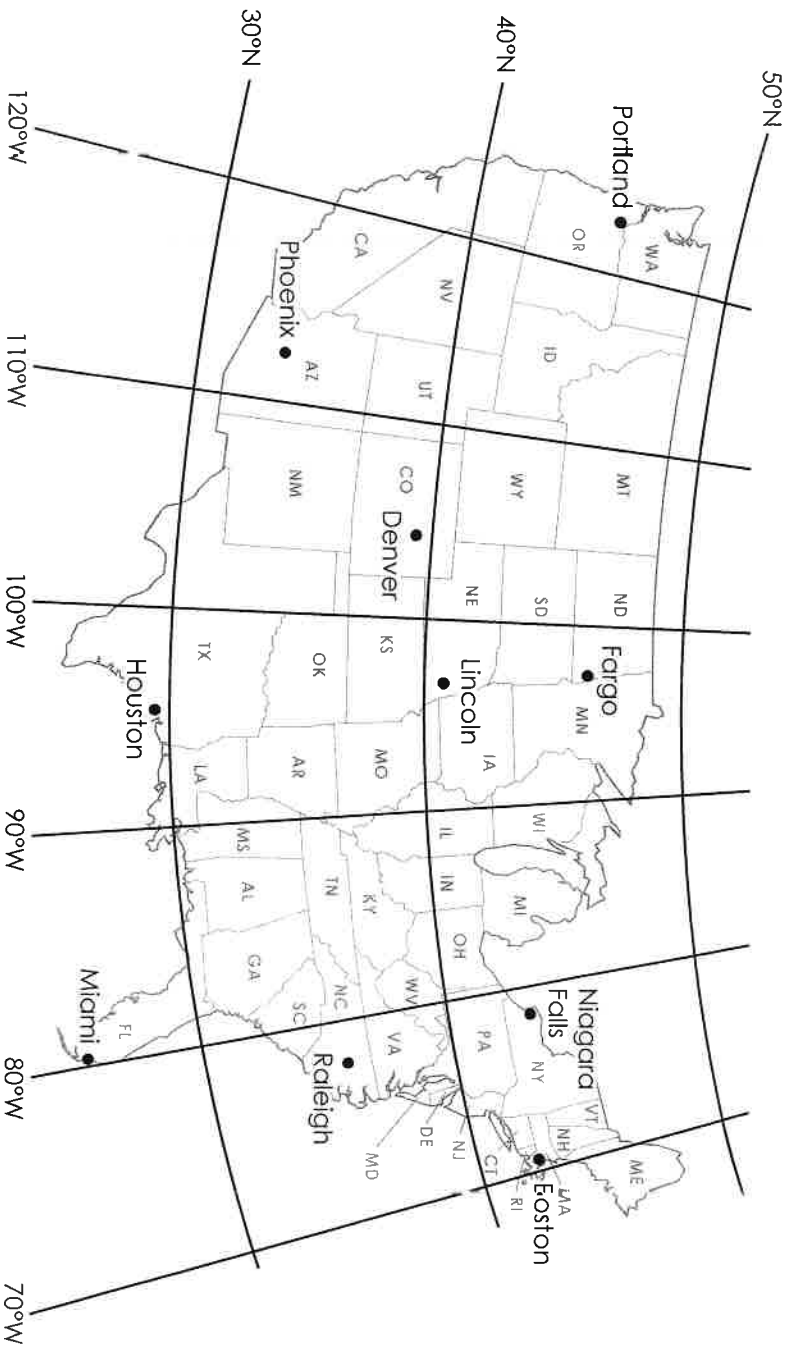 50°N
40°N
30°N
120°W
110°W
100°W
90°W
80°W
70°W
Portland
WA
OR
ID
MT
ND
Fargo
MN
WI
MI
Niagara
Falls
NY
VT
NH
ME
MA
Boston
RI
CT
NJ
DE
MD
PA
OH
IN
IL
IA
Lincoln
NE
SD
WY
NV
UT
CO
Denver
KS
MO
KY
WV
VA
CA
Phoenix
AZ
NM
OK
AR
TN
NC
Raleigh
SC
TX
LA
MS
AL
GA
Houston
FL
Miami